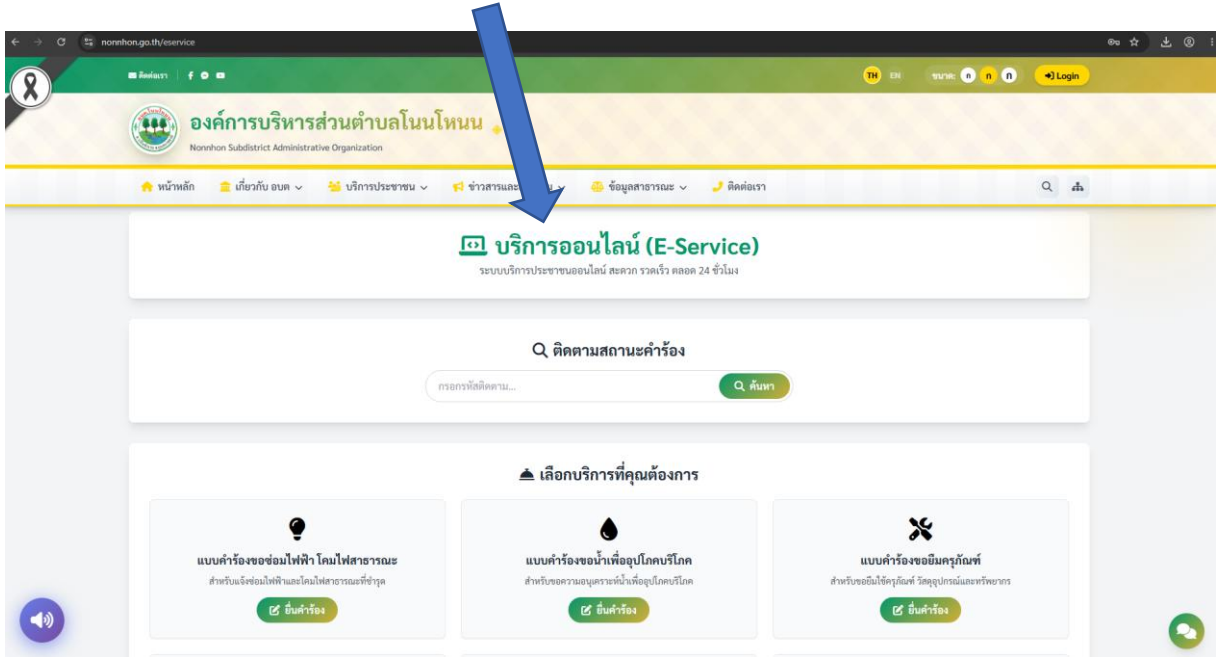 nonnhon.go.th/eservice
ติดต่อเรา
TH EN ขนาด: ก ก ก Login
องค์การบริหารส่วนตำบลโนนโหนน
Nonnhon Subdistrict Administrative Organization
หน้าหลัก เกี่ยวกับ อบต บริการประชาชน ข่าวสารและ ข้อมูลสาธารณะ ติดต่อเรา
บริการออนไลน์ (E-Service)
ระบบบริการประชาชนออนไลน์ สะดวก รวดเร็ว ตลอด 24 ชั่วโมง
ติดตามสถานะคำร้อง
กรอกรหัสติดตาม... ค้นหา
เลือกบริการที่คุณต้องการ
แบบคำร้องขอซ่อมไฟฟ้า โคมไฟสาธารณะ
สำหรับแจ้งซ่อมไฟฟ้าและโคมไฟสาธารณะที่ชำรุด
ยื่นคำร้อง
แบบคำร้องขอน้ำเพื่ออุปโภคบริโภค
สำหรับขอความอนุเคราะห์น้ำเพื่ออุปโภคบริโภค
ยื่นคำร้อง
แบบคำร้องขอยืมครุภัณฑ์
สำหรับขอยืมใช้ครุภัณฑ์ วัสดุอุปกรณ์และทรัพยากร
ยื่นคำร้อง